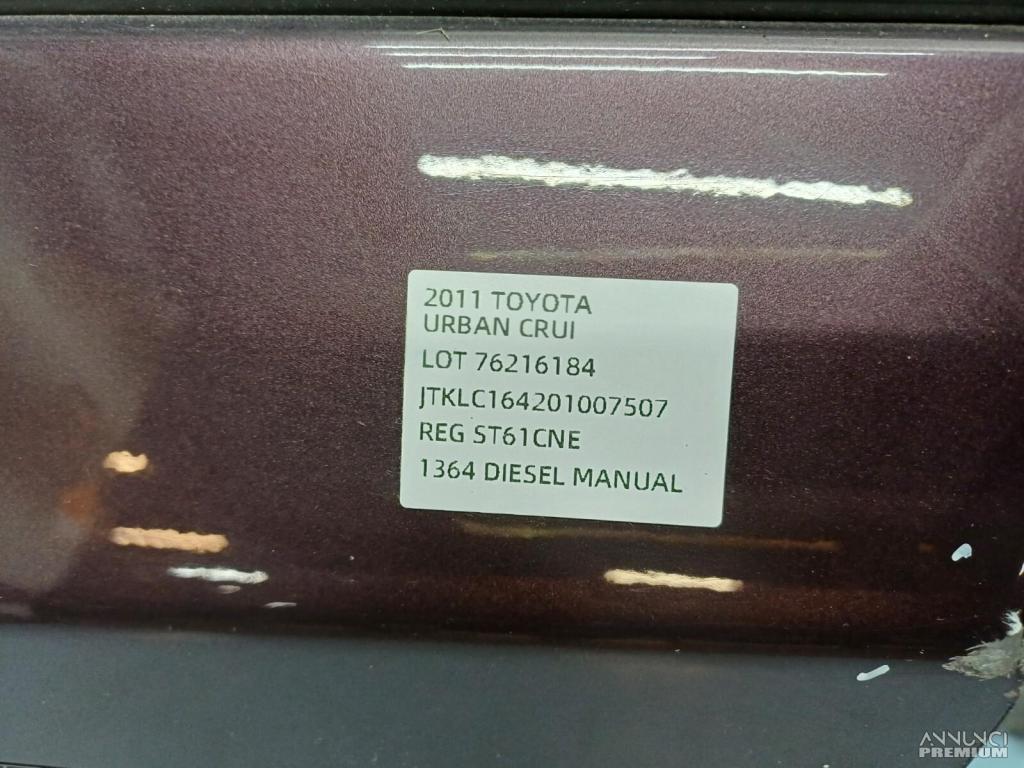 2011 TOYOTA
URBAN CRUI
LOT 76216184
JTKLC164201007507
REG ST61CNE
1364 DIESEL MANUAL
ANNUNCI
PREMIUM